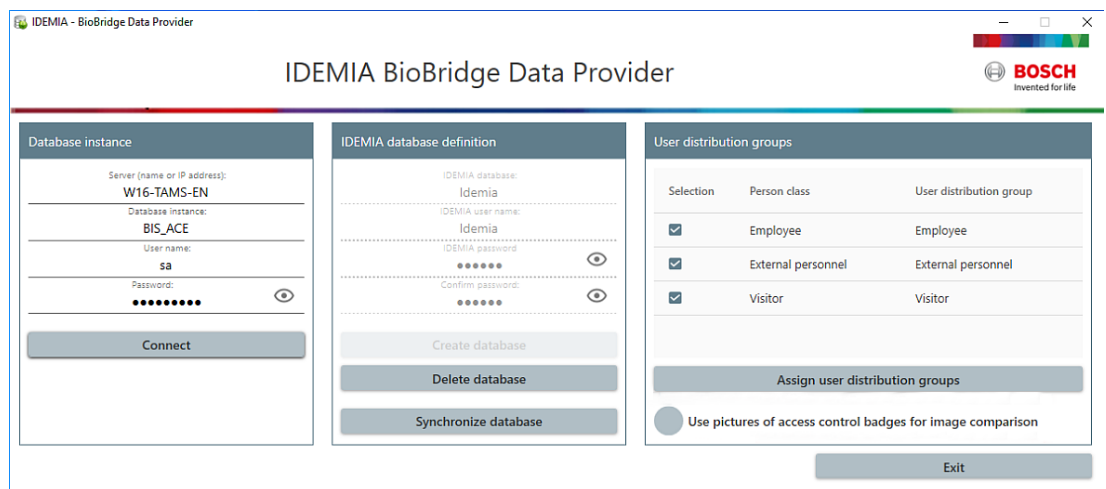 IDEMIA - BioBridge Data Provider
IDEMIA BioBridge Data Provider
BOSCH
Invented for life
Database instance
Server (name or IP address):
W16-TAMS-EN
Database instance:
BIS_ACE
User name:
sa
Password:
●●●●●●●●●
Connect
IDEMIA database definition
IDEMIA database:
Idemia
IDEMIA user name:
Idemia
IDEMIA password
●●●●●●
Confirm password:
●●●●●●
Create database
Delete database
Synchronize database
User distribution groups
Selection Person class User distribution group
Employee Employee
External personnel External personnel
Visitor Visitor
Assign user distribution groups
Use pictures of access control badges for image comparison
Exit